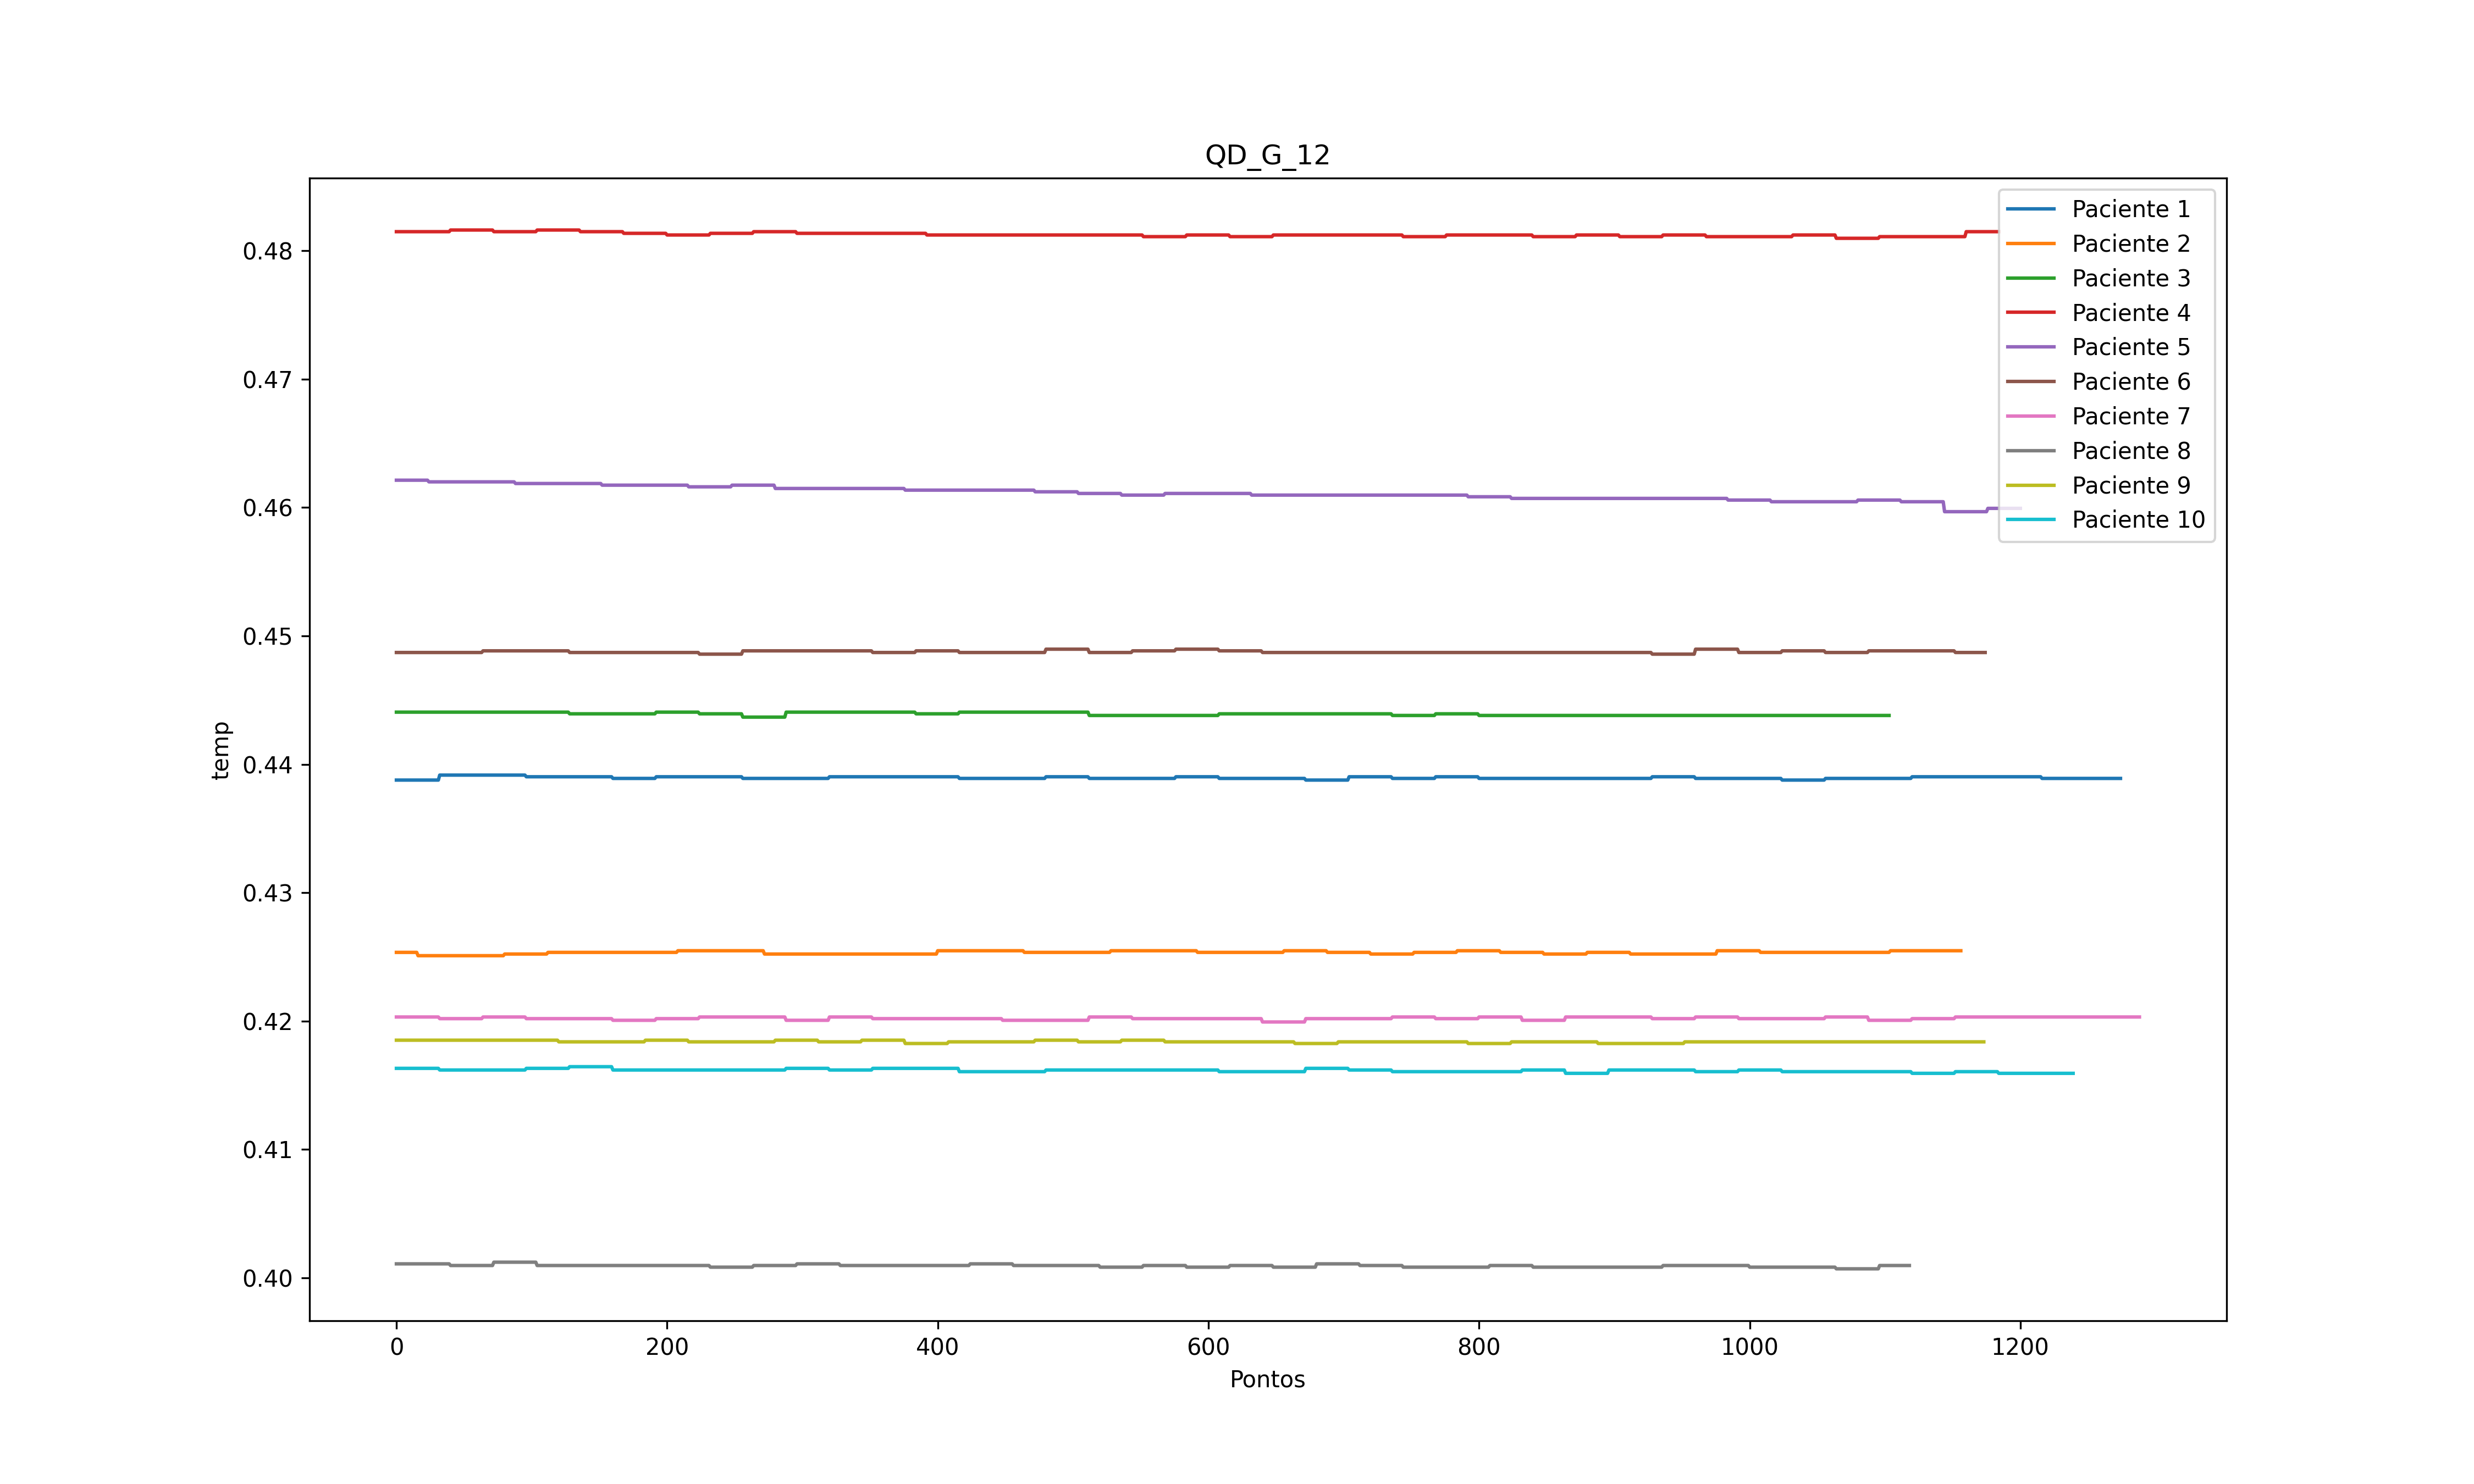 QD_G_12
Paciente 1
Paciente 2
Paciente 3
Paciente 4
Paciente 5
Paciente 6
Paciente 7
Paciente 8
Paciente 9
Paciente 10
temp
0.48
0.47
0.46
0.45
0.44
0.43
0.42
0.41
0.40
0 200 400 600 800 1000 1200
Pontos